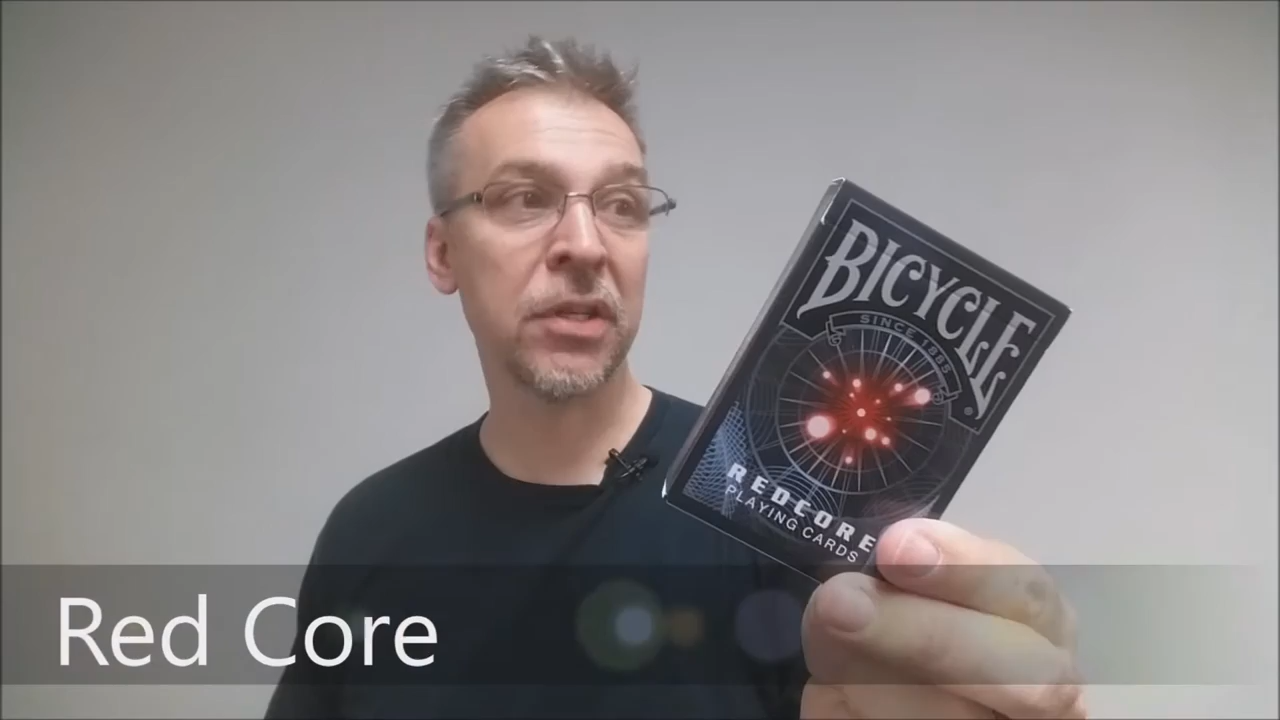 BICYCLE
®
SINCE 1885
REDCORE
PLAYING CARDS
Red Core